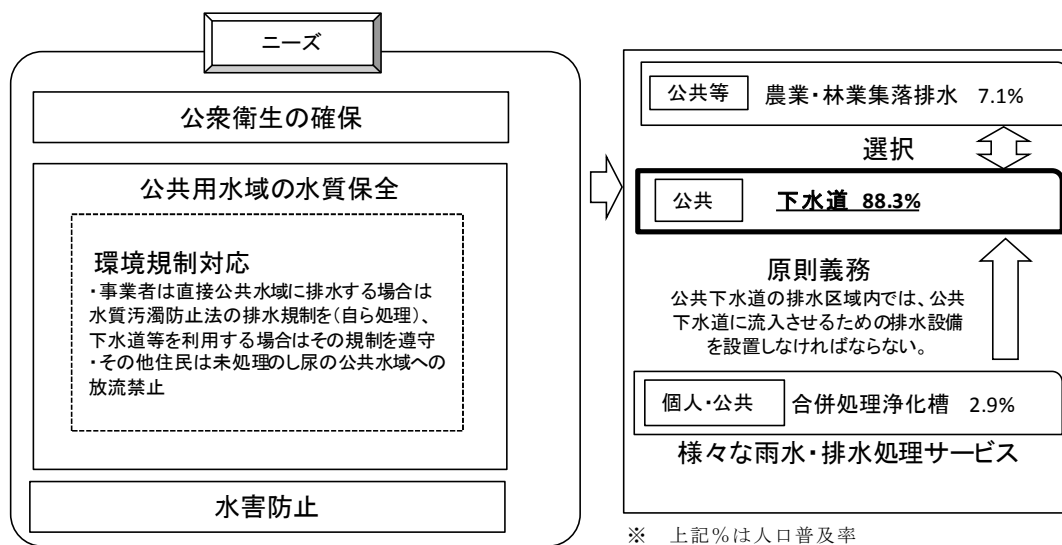 ニーズ
公衆衛生の確保
公共用水域の水質保全
環境規制対応
・事業者は直接公共水域に排水する場合は
水質汚濁防止法の排水規制を(自ら処理)、
下水道等を利用する場合はその規制を遵守
・その他住民は未処理のし尿の公共水域への
放流禁止
水害防止
公共等 農業・林業集落排水 7.1%
選択
公共 下水道 88.3%
原則義務
公共下水道の排水区域内では、公共
下水道に流入させるための排水設備
を設置しなければならない。
個人・公共 合併処理浄化槽 2.9%
様々な雨水・排水処理サービス
※ 上記%は人口普及率